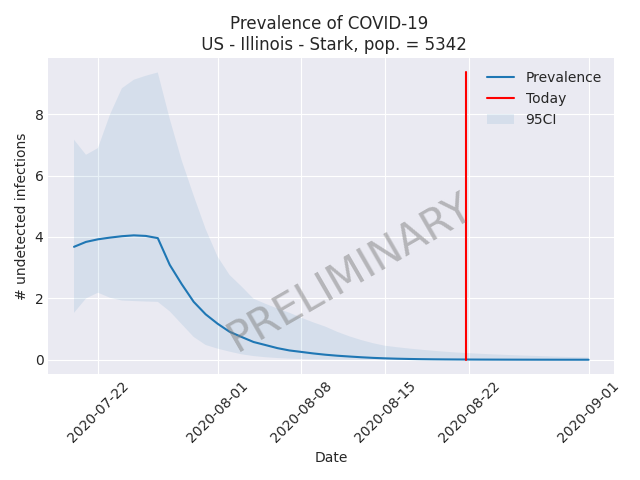 Prevalence of COVID-19
US - Illinois - Stark, pop. = 5342
Prevalence
Today
95CI
# undetected infections
8
6
4
2
0
PRELIMINARY
2020-07-22
2020-08-01
2020-08-08
2020-08-15
2020-08-22
2020-09-01
Date